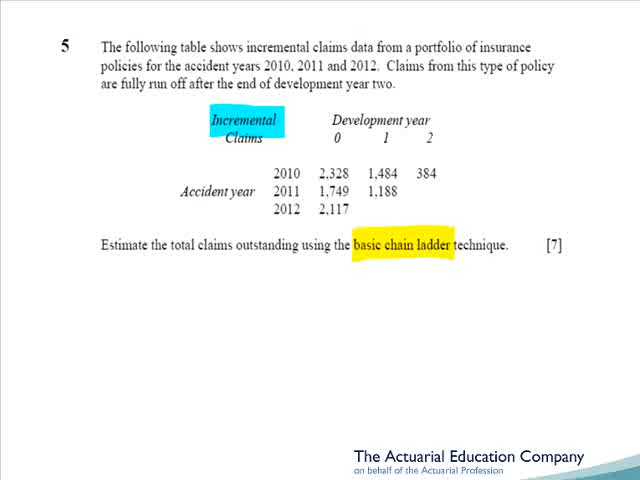 5 The following table shows incremental claims data from a portfolio of insurance
policies for the accident years 2010, 2011 and 2012. Claims from this type of policy
are fully run off after the end of development year two.
Incremental Development year
Claims 0 1 2
2010 2,328 1,484 384
Accident year 2011 1,749 1,188
2012 2,117
Estimate the total claims outstanding using the basic chain ladder technique. [7]
The Actuarial Education Company
on behalf of the Actuarial Profession